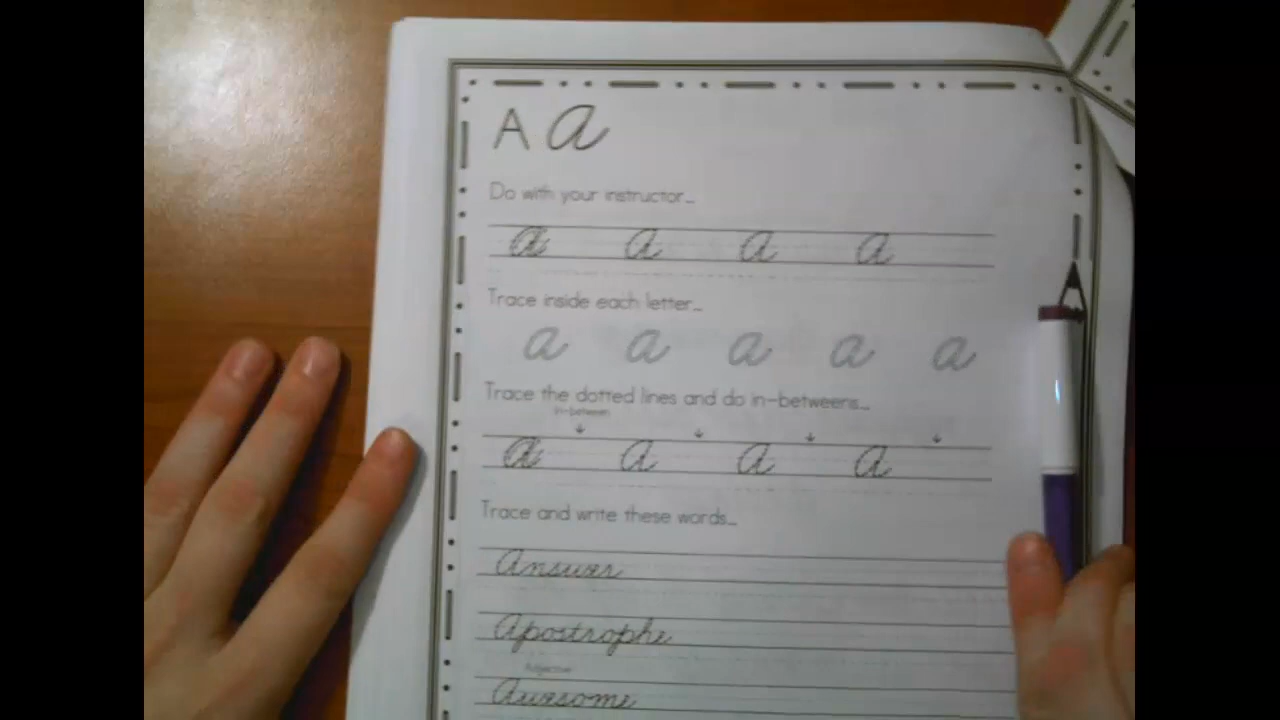 A a
Do with your instructor...
a a a a
Trace inside each letter...
a a a a a
Trace the dotted lines and do in-betweens...
in-between
a a a a
Trace and write these words...
Answer
Apostrophe
Adjective
Awesome